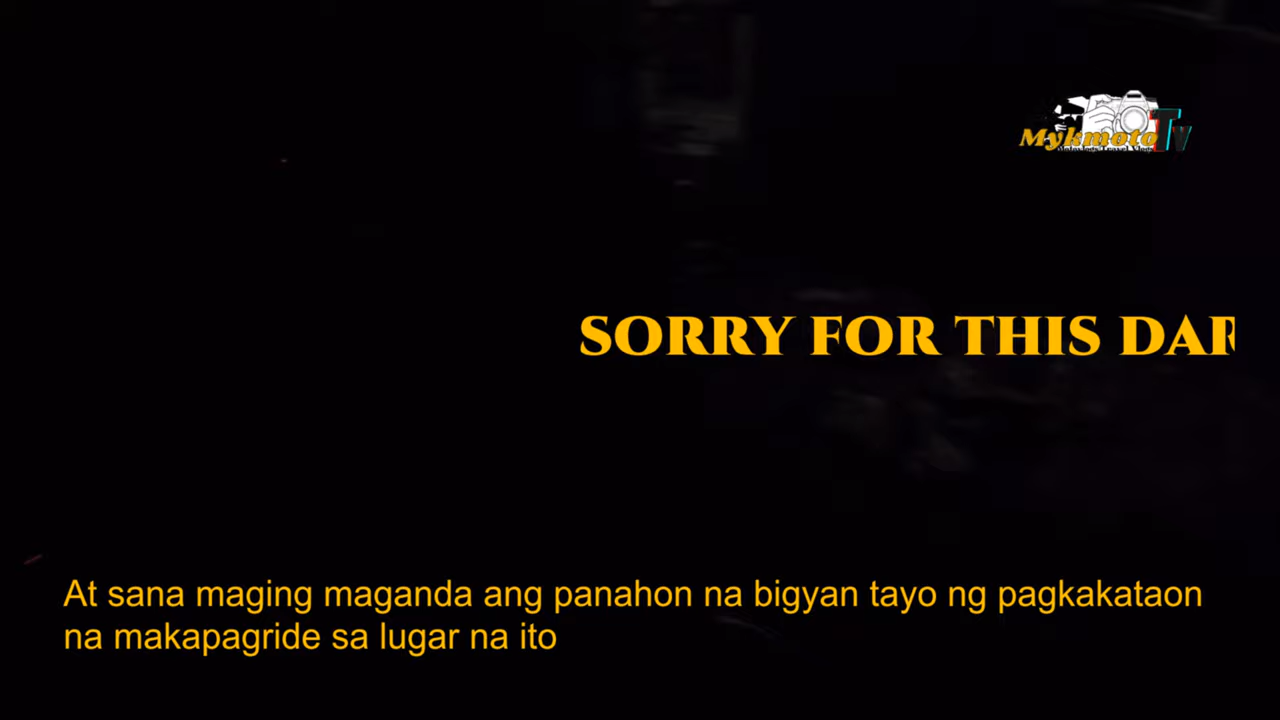 Mykmoto Tv
SORRY FOR THIS DAR
At sana maging maganda ang panahon na bigyan tayo ng pagkakataon
na makapagride sa lugar na ito